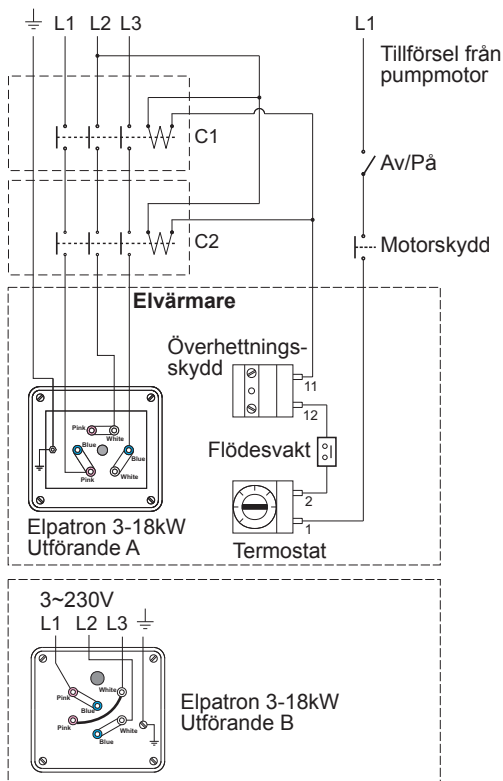 L1 L2 L3
L1
Tillförsel från
pumpmotor
C1
Av/På
C2
Motorskydd
Elvärmare
Överhettnings-
skydd
11
12
Flödesvakt
2
1
Termostat
Pink
White
Blue
Blue
Pink
White
Elpatron 3-18kW
Utförande A
3~230V
L1 L2 L3
Pink
White
Blue
Pink
White
Blue
Elpatron 3-18kW
Utförande B